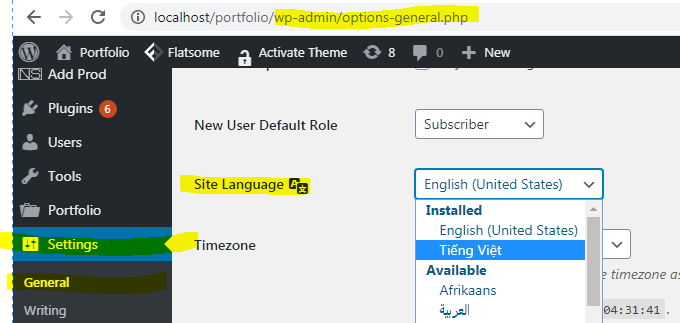 localhost/portfolio/wp-admin/options-general.php
Portfolio Flatsome Activate Theme 8 0 New
NS Add Prod
Plugins 6
New User Default Role Subscriber
Users
Tools
Site Language English (United States)
Portfolio
Installed
English (United States)
Settings
Timezone
Tiếng Việt
Available
e timezone as
General
Afrikaans
Writing
العربية
04:31:41.